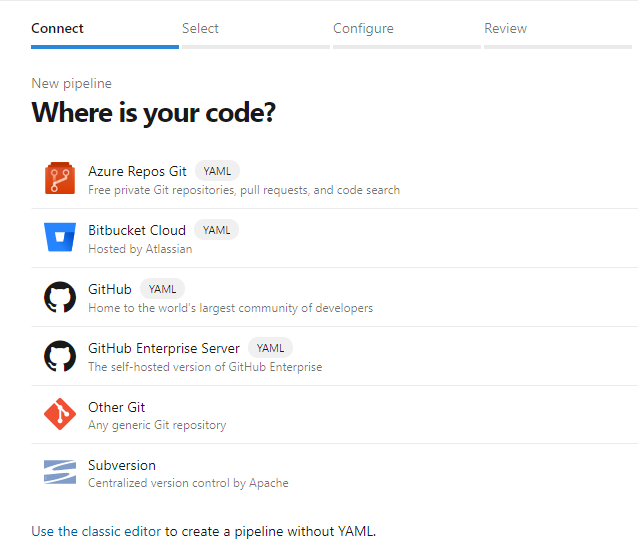 Connect Select Configure Review
New pipeline
Where is your code?
Azure Repos Git YAML
Free private Git repositories, pull requests, and code search
Bitbucket Cloud YAML
Hosted by Atlassian
GitHub YAML
Home to the world's largest community of developers
GitHub Enterprise Server YAML
The self-hosted version of GitHub Enterprise
Other Git
Any generic Git repository
Subversion
Centralized version control by Apache
Use the classic editor to create a pipeline without YAML.